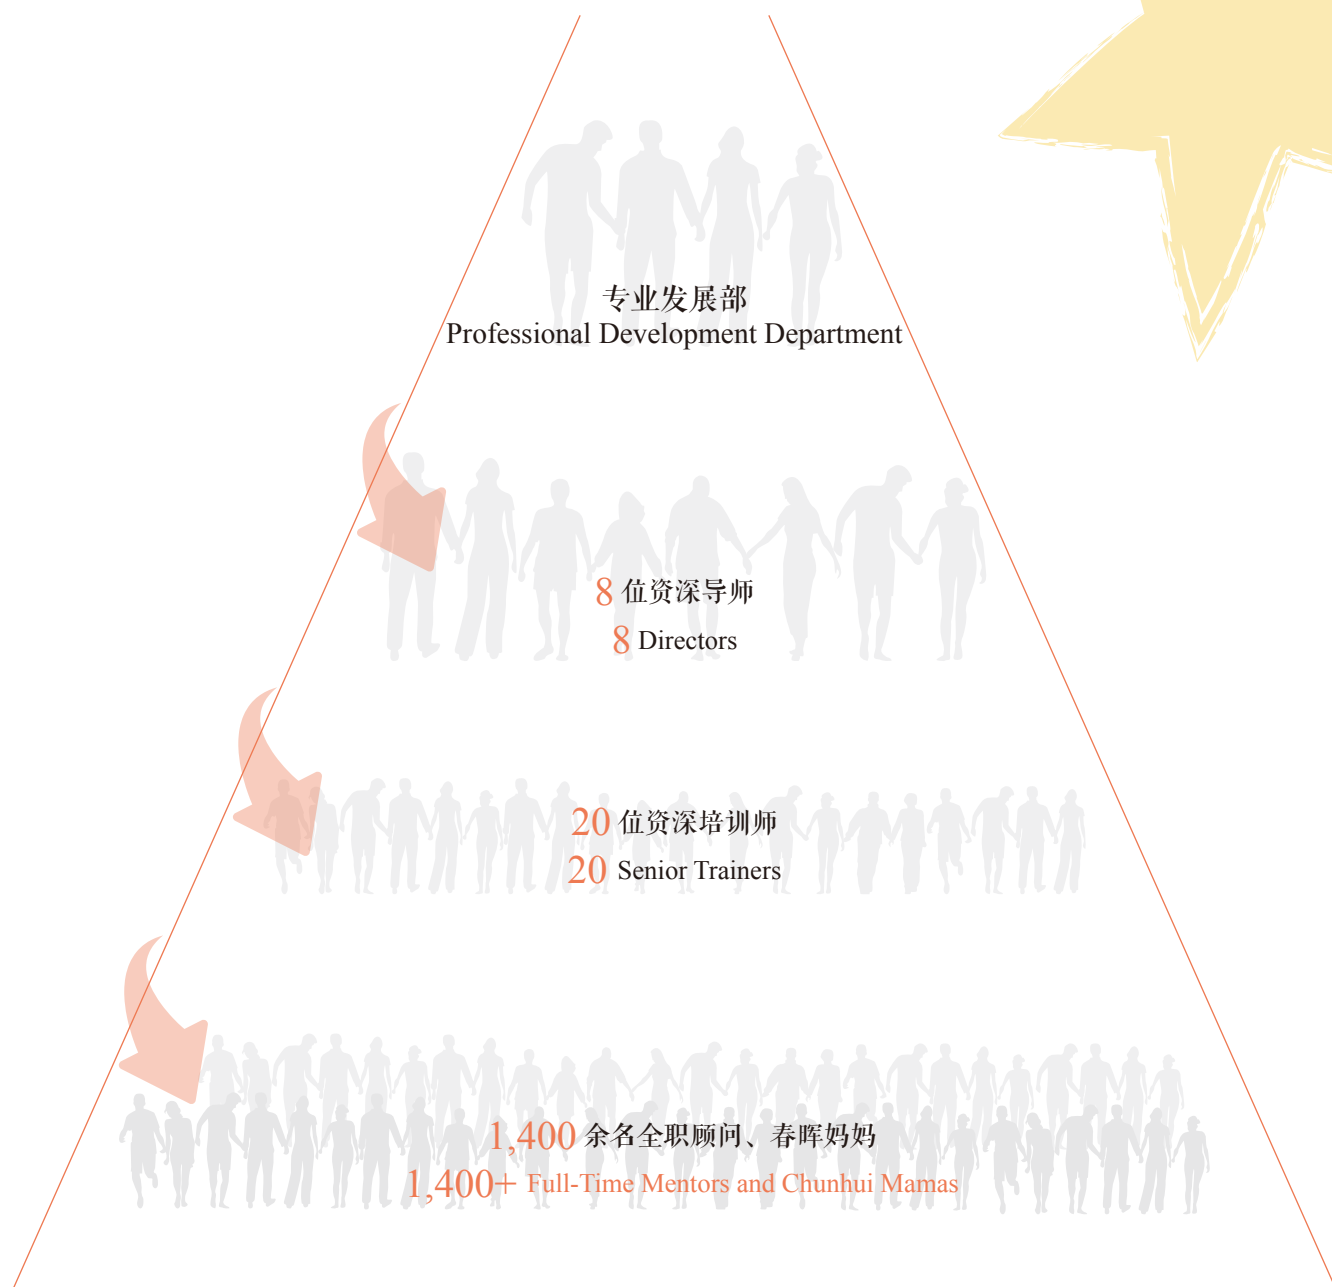 专业发展部
Professional Development Department
8 位资深导师
8 Directors
20 位资深培训师
20 Senior Trainers
1,400 余名全职顾问、春晖妈妈
1,400+ Full-Time Mentors and Chunhui Mamas